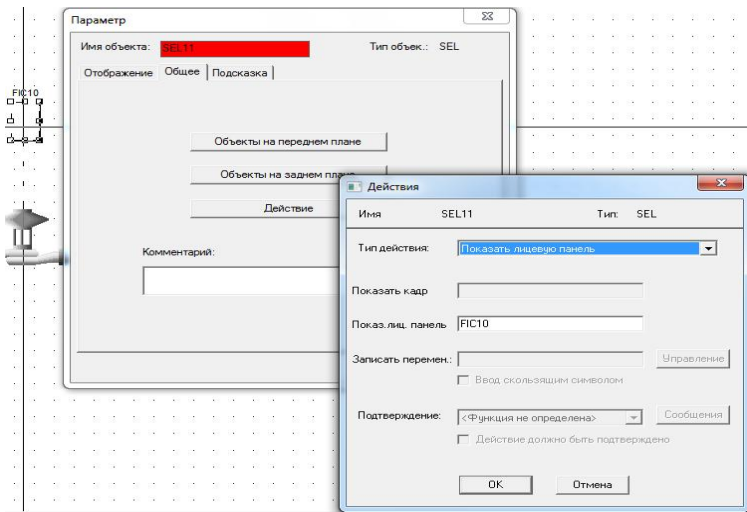 Параметр
Имя объекта: SEL11 Тип объек.: SEL
Отображение Общее Подсказка
FIC10
Объекты на переднем плане
Объекты на заднем плане
Действие
Комментарий:
Действия
Имя SEL11 Тип: SEL
Тип действия: Показать лицевую панель
Показать кадр
Показ.лиц. панель FIC10
Записать перемен.: Управление
Ввод скользящим символом
Подтверждение: <Функция не определена> Сообщения
Действие должно быть подтверждено
OK Отмена